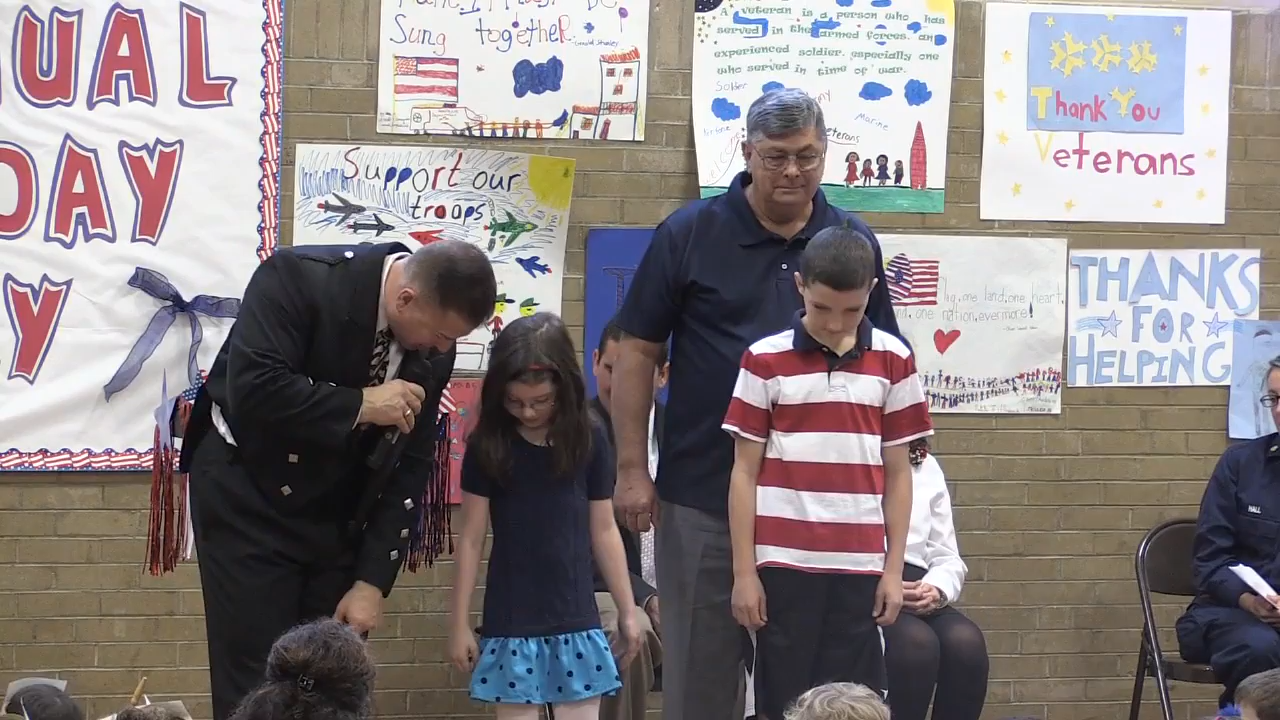 UAL
DAY
Y
Sung together
A veteran is a person who has
served in the armed forces. an
experienced soldier. especially one
who served in time of war.
Soldier
Marine
Veterans
Thank You
Veterans
Support our
troops
flag, one land, one heart,
one nation, evermore!
THANKS
FOR
HELPING
HALL